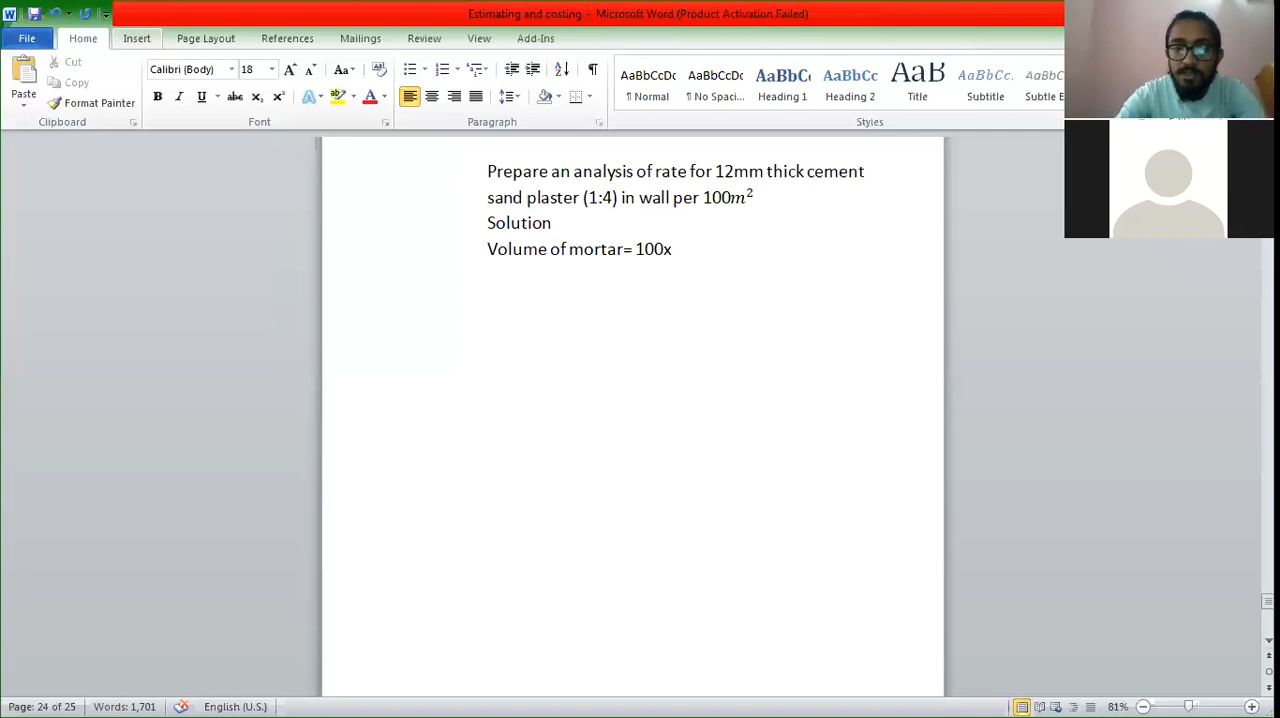 Estimating and costing - Microsoft Word (Product Activation Failed)
File Home Insert Page Layout References Mailings Review View Add-Ins
Cut
Copy
Paste
Format Painter
Calibri (Body) 18
AaBbCcDc AaBbCcDc AaBbC AaBbCc AaB AaBbCc. AaBbCc
¶ Normal ¶ No Spaci... Heading 1 Heading 2 Title Subtitle Subtle E
Clipboard Font Paragraph Styles
Prepare an analysis of rate for 12mm thick cement
sand plaster (1:4) in wall per 100m²
Solution
Volume of mortar= 100x
Page: 24 of 25 Words: 1,701 English (U.S.) 81%